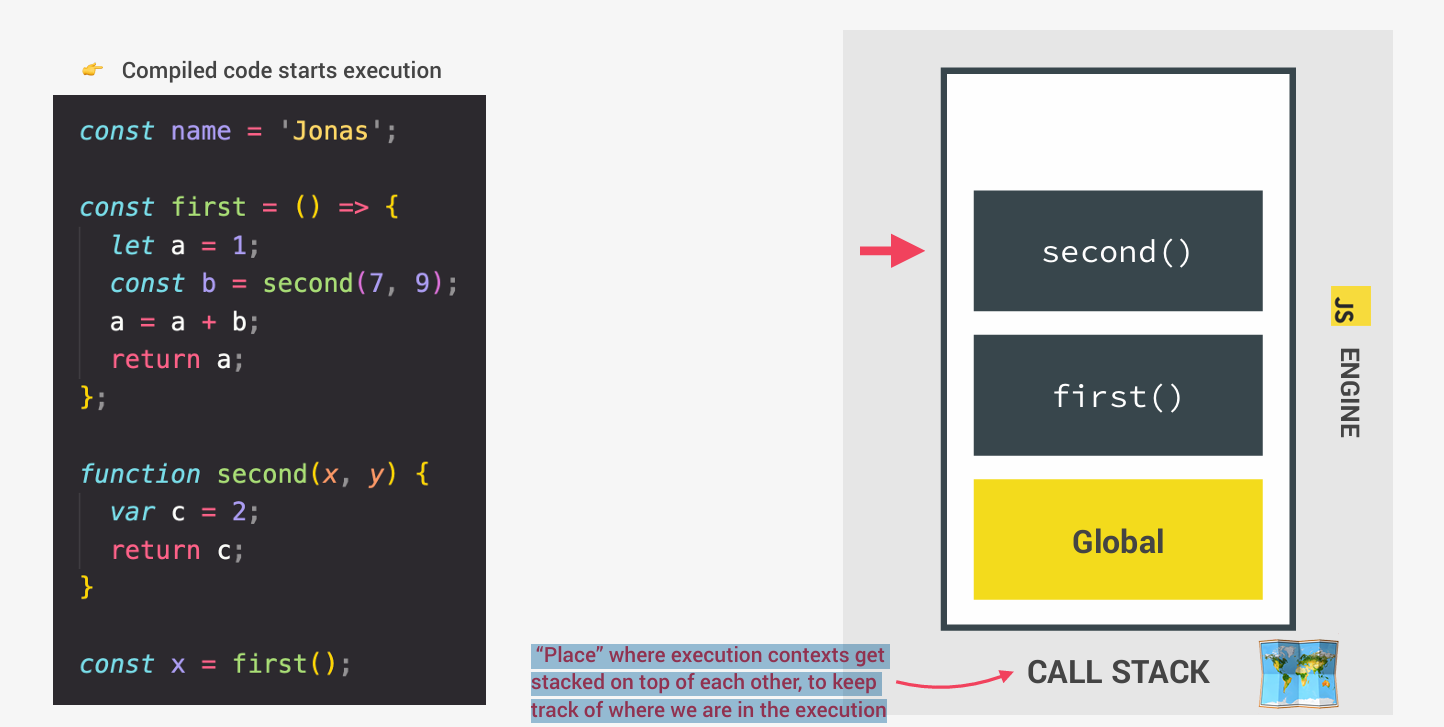 Compiled code starts execution
const name = 'Jonas';
const first = () => {
let a = 1;
const b = second(7, 9);
a = a + b;
return a;
};
function second(x, y) {
var c = 2;
return c;
}
const x = first();
second()
first()
Global
JS
ENGINE
“Place” where execution contexts get
stacked on top of each other, to keep
track of where we are in the execution
CALL STACK